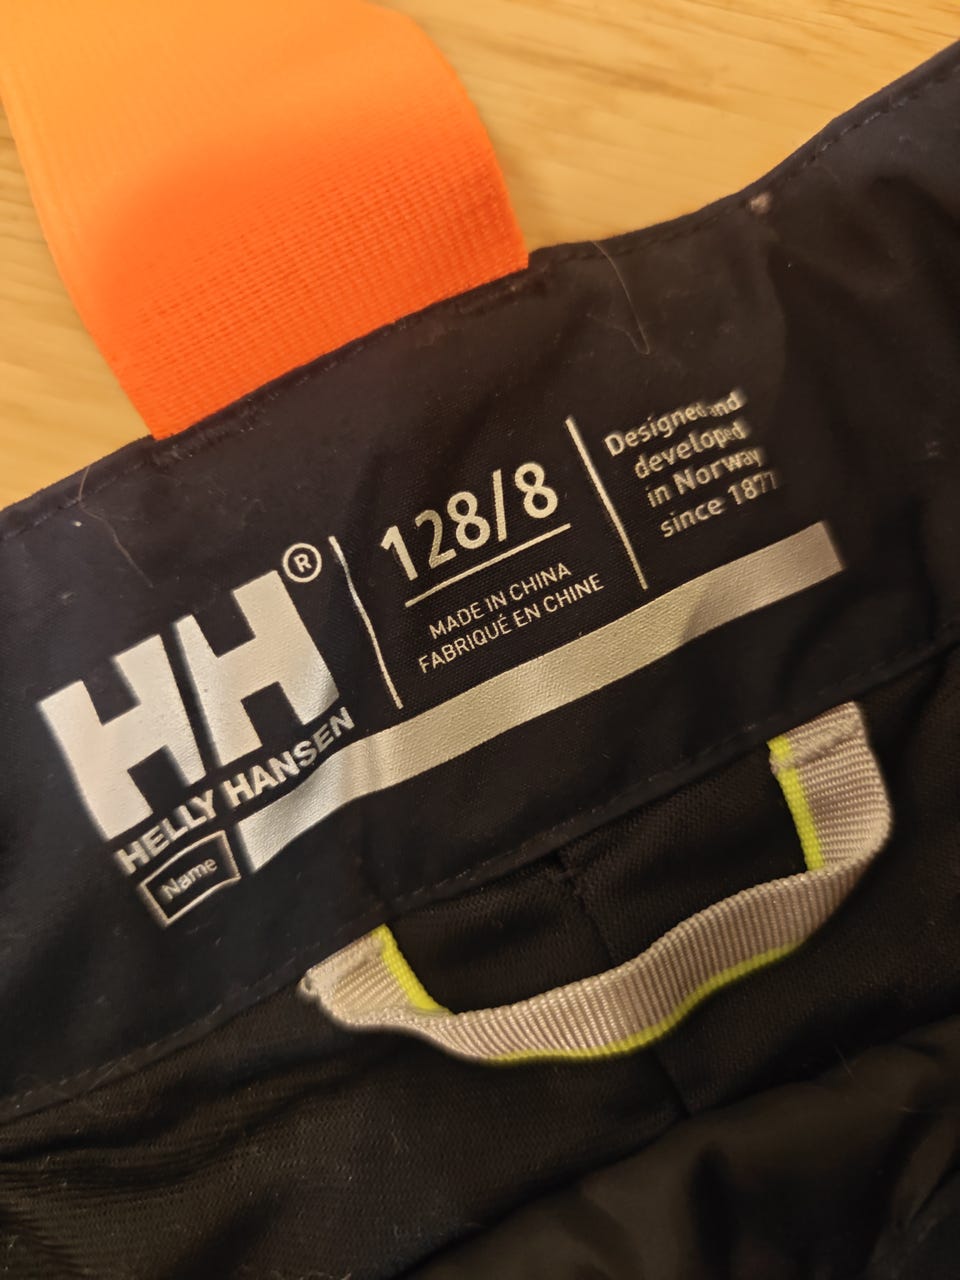 HH®
HELLY HANSEN
Name
128/8
MADE IN CHINA
FABRIQUÉ EN CHINE
Designed and
developed
in Norway
since 1877